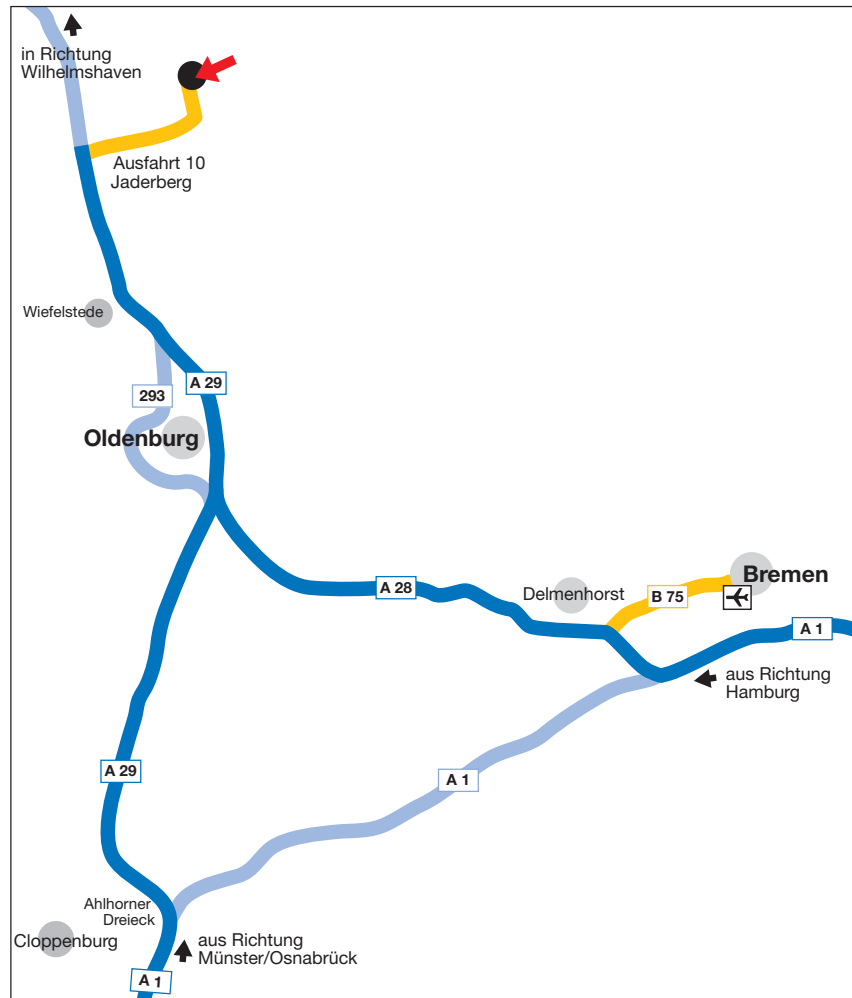 in Richtung
Wilhelmshaven
Ausfahrt 10
Jaderberg
Wiefelstede
A 29
293
Oldenburg
Bremen
A 28
Delmenhorst
B 75
A 1
aus Richtung
Hamburg
A 29
A 1
Ahlhorner
Dreieck
Cloppenburg
aus Richtung
Münster/Osnabrück
A 1